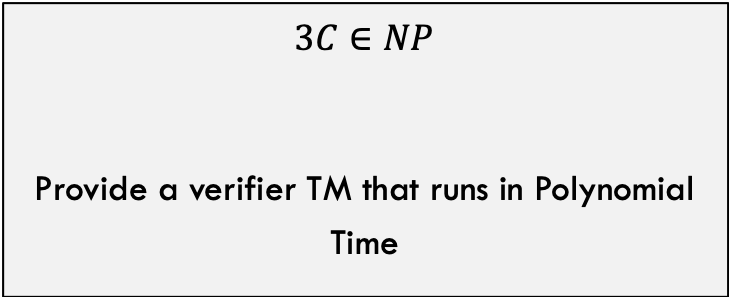 3C ∈ NP
Provide a verifier TM that runs in Polynomial
Time